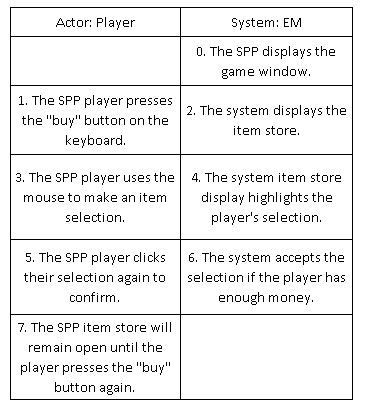 Actor: Player
System: EM
0. The SPP displays the
game window.
1. The SPP player presses
the "buy" button on the
keyboard.
2. The system displays the
item store.
3. The SPP player uses the
mouse to make an item
selection.
4. The system item store
display highlights the
player's selection.
5. The SPP player clicks
their selection again to
confirm.
6. The system accepts the
selection if the player has
enough money.
7. The SPP item store will
remain open until the
player presses the "buy"
button again.